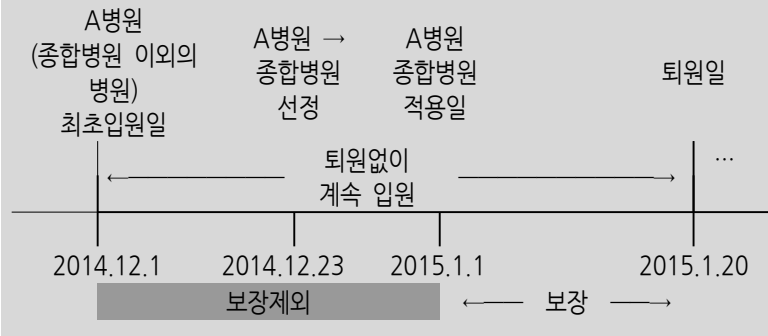 A병원
(종합병원 이외의
병원)
최초입원일
A병원 →
종합병원
선정
A병원
종합병원
적용일
퇴원일
…
퇴원없이
계속 입원
2014.12.1
2014.12.23
2015.1.1
2015.1.20
보장제외
보장